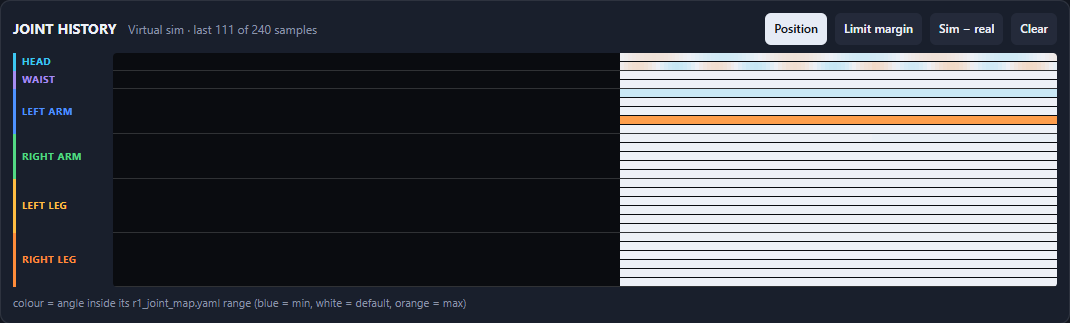 JOINT HISTORY Virtual sim · last 111 of 240 samples Position Limit margin Sim – real Clear
HEAD
WAIST
LEFT ARM
RIGHT ARM
LEFT LEG
RIGHT LEG
colour = angle inside its r1_joint_map.yaml range (blue = min, white = default, orange = max)